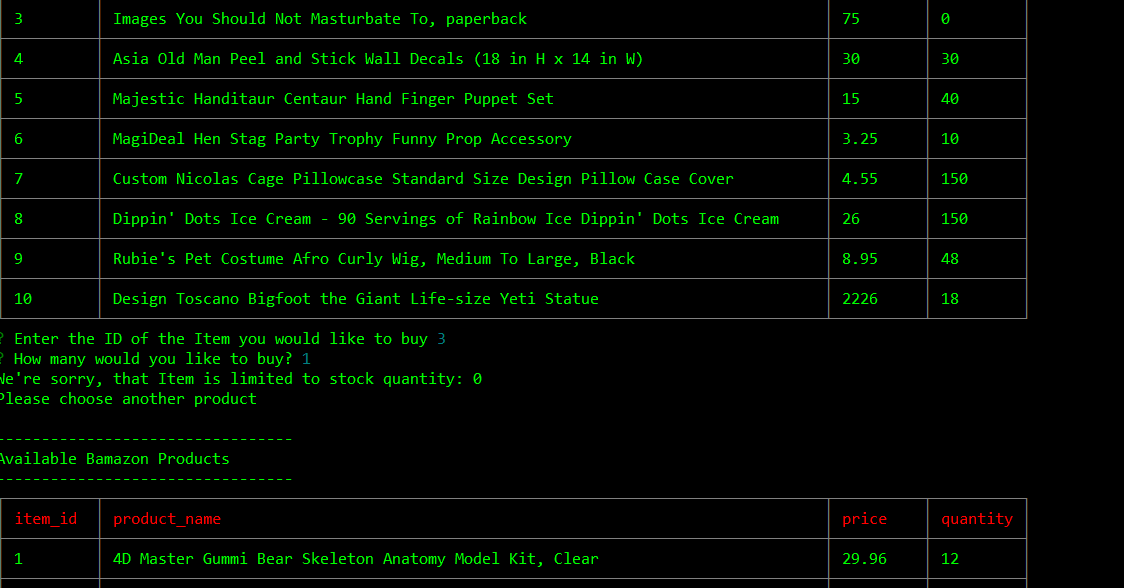 3 Images You Should Not Masturbate To, paperback 75 0
4 Asia Old Man Peel and Stick Wall Decals (18 in H x 14 in W) 30 30
5 Majestic Handitaur Centaur Hand Finger Puppet Set 15 40
6 MagiDeal Hen Stag Party Trophy Funny Prop Accessory 3.25 10
7 Custom Nicolas Cage Pillowcase Standard Size Design Pillow Case Cover 4.55 150
8 Dippin' Dots Ice Cream - 90 Servings of Rainbow Ice Dippin' Dots Ice Cream 26 150
9 Rubie's Pet Costume Afro Curly Wig, Medium To Large, Black 8.95 48
10 Design Toscano Bigfoot the Giant Life-size Yeti Statue 2226 18
? Enter the ID of the Item you would like to buy 3
? How many would you like to buy? 1
We're sorry, that Item is limited to stock quantity: 0
Please choose another product
---------------------------------
Available Bamazon Products
---------------------------------
item_id product_name price quantity
1 4D Master Gummi Bear Skeleton Anatomy Model Kit, Clear 29.96 12